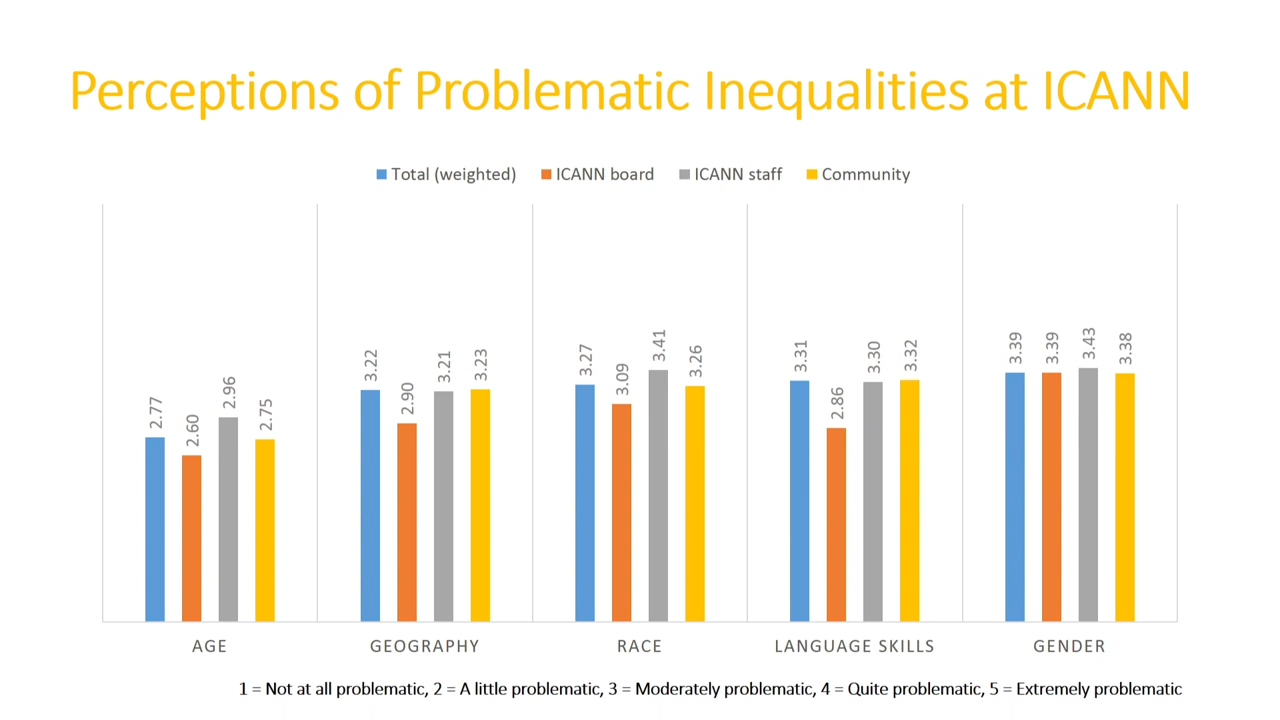 Perceptions of Problematic Inequalities at ICANN
Total (weighted) ICANN board ICANN staff Community
2.77 2.60 2.96 2.75 3.22 2.90 3.21 3.23 3.27 3.09 3.41 3.26 3.31 2.86 3.30 3.32 3.39 3.39 3.43 3.38
AGE GEOGRAPHY RACE LANGUAGE SKILLS GENDER
1 = Not at all problematic, 2 = A little problematic, 3 = Moderately problematic, 4 = Quite problematic, 5 = Extremely problematic